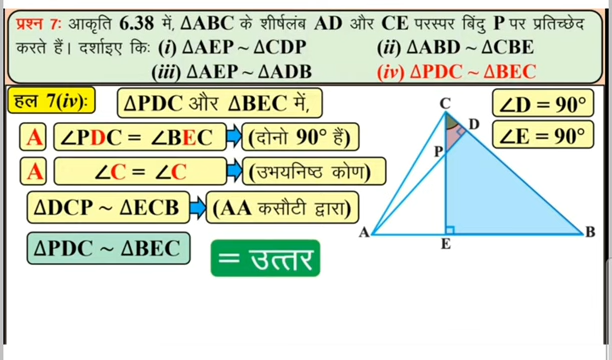 प्रश्न 7: आकृति 6.38 में, ΔABC के शीर्षलंब AD और CE परस्पर बिंदु P पर प्रतिच्छेद
करते हैं। दर्शाइए कि: (i) ΔAEP ~ ΔCDP (ii) ΔABD ~ ΔCBE
(iii) ΔAEP ~ ΔADB (iv) ΔPDC ~ ΔBEC
हल 7(iv): ΔPDC और ΔBEC में,
A ∠PDC = ∠BEC (दोनो 90° हैं)
A ∠C = ∠C (उभयनिष्ठ कोण)
ΔDCP ~ ΔECB (AA कसौटी द्वारा)
ΔPDC ~ ΔBEC
= उत्तर
∠D = 90°
∠E = 90°
C
D
P
A
E
B